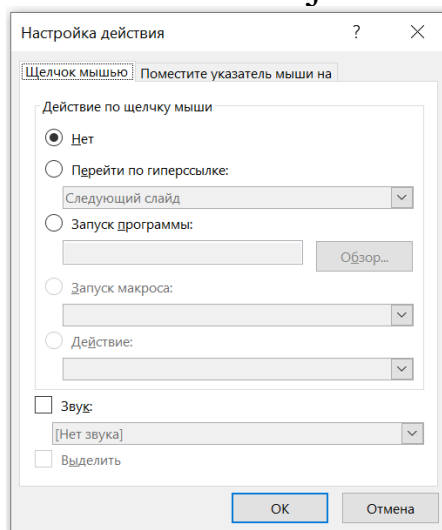 Настройка действия ? ×
Щелчок мышью Поместите указатель мыши на
Действие по щелчку мыши
Нет
Перейти по гиперссылке:
Следующий слайд
Запуск программы:
Обзор...
Запуск макроса:
Действие:
Звук:
[Нет звука]
Выделить
ОК Отмена